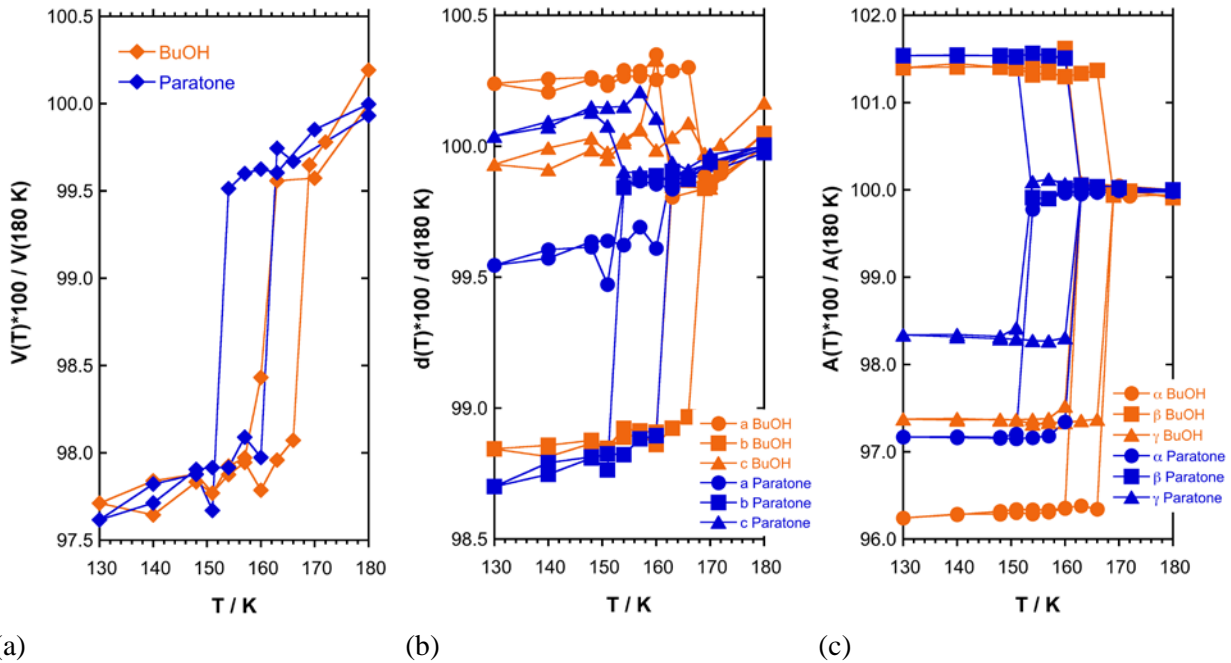 100.5
100.0
99.5
99.0
98.5
98.0
97.5
V(T)*100 / V(180 K)
BuOH
Paratone
130 140 150 160 170 180
T / K
(a)
100.5
100.0
99.5
99.0
98.5
d(T)*100 / d(180 K)
a BuOH
b BuOH
c BuOH
a Paratone
b Paratone
c Paratone
130 140 150 160 170 180
T / K
(b)
102.0
101.0
100.0
99.0
98.0
97.0
96.0
A(T)*100 / A(180 K)
α BuOH
β BuOH
γ BuOH
α Paratone
β Paratone
γ Paratone
130 140 150 160 170 180
T / K
(c)